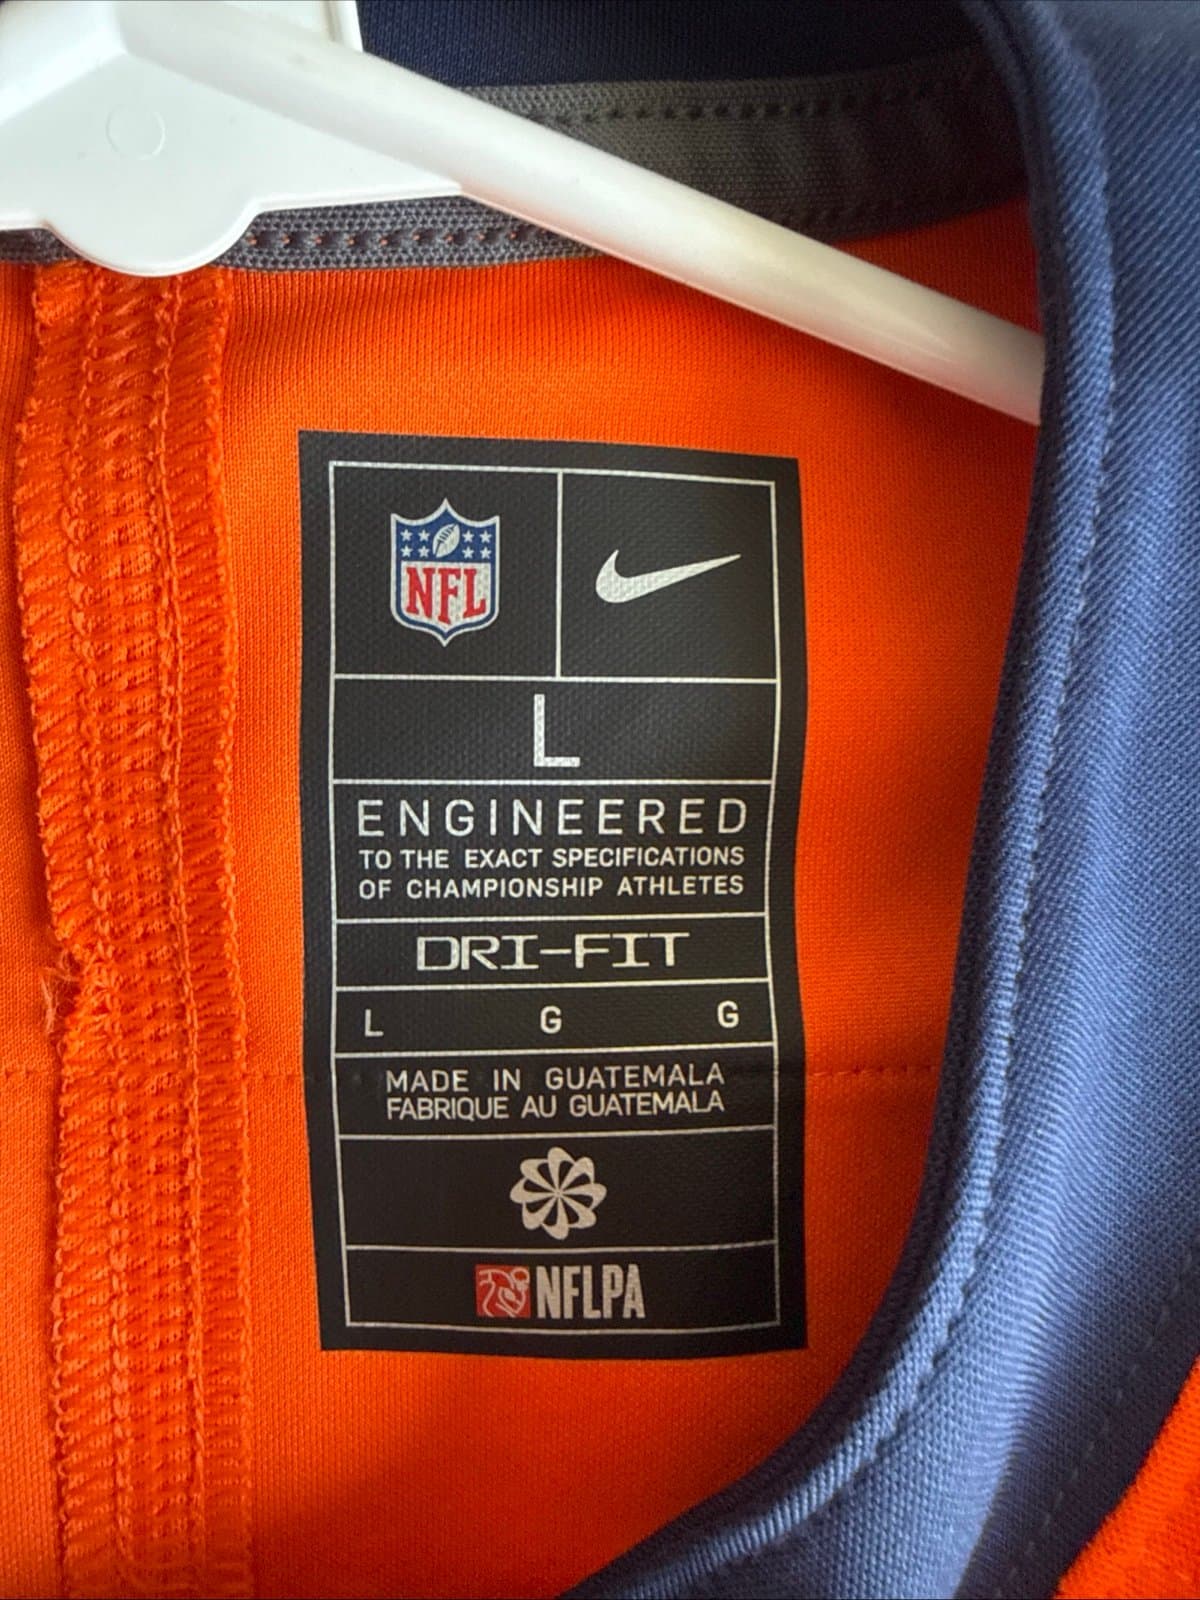 NFL
L
ENGINEERED
TO THE EXACT SPECIFICATIONS
OF CHAMPIONSHIP ATHLETES
DRI-FIT
L G G
MADE IN GUATEMALA
FABRIQUE AU GUATEMALA
NFLPA